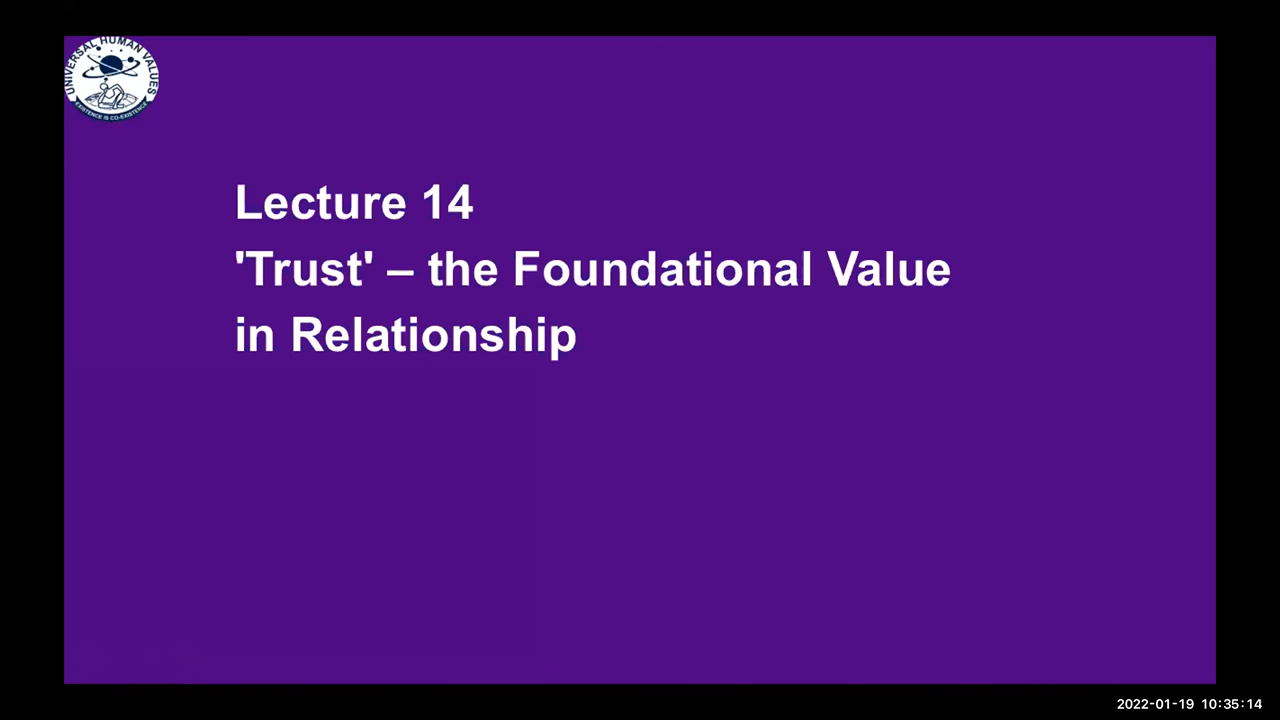 UNIVERSAL HUMAN VALUES
EXISTENCE IS CO-EXISTENCE
Lecture 14
'Trust' – the Foundational Value
in Relationship
2022-01-19 10:35:14